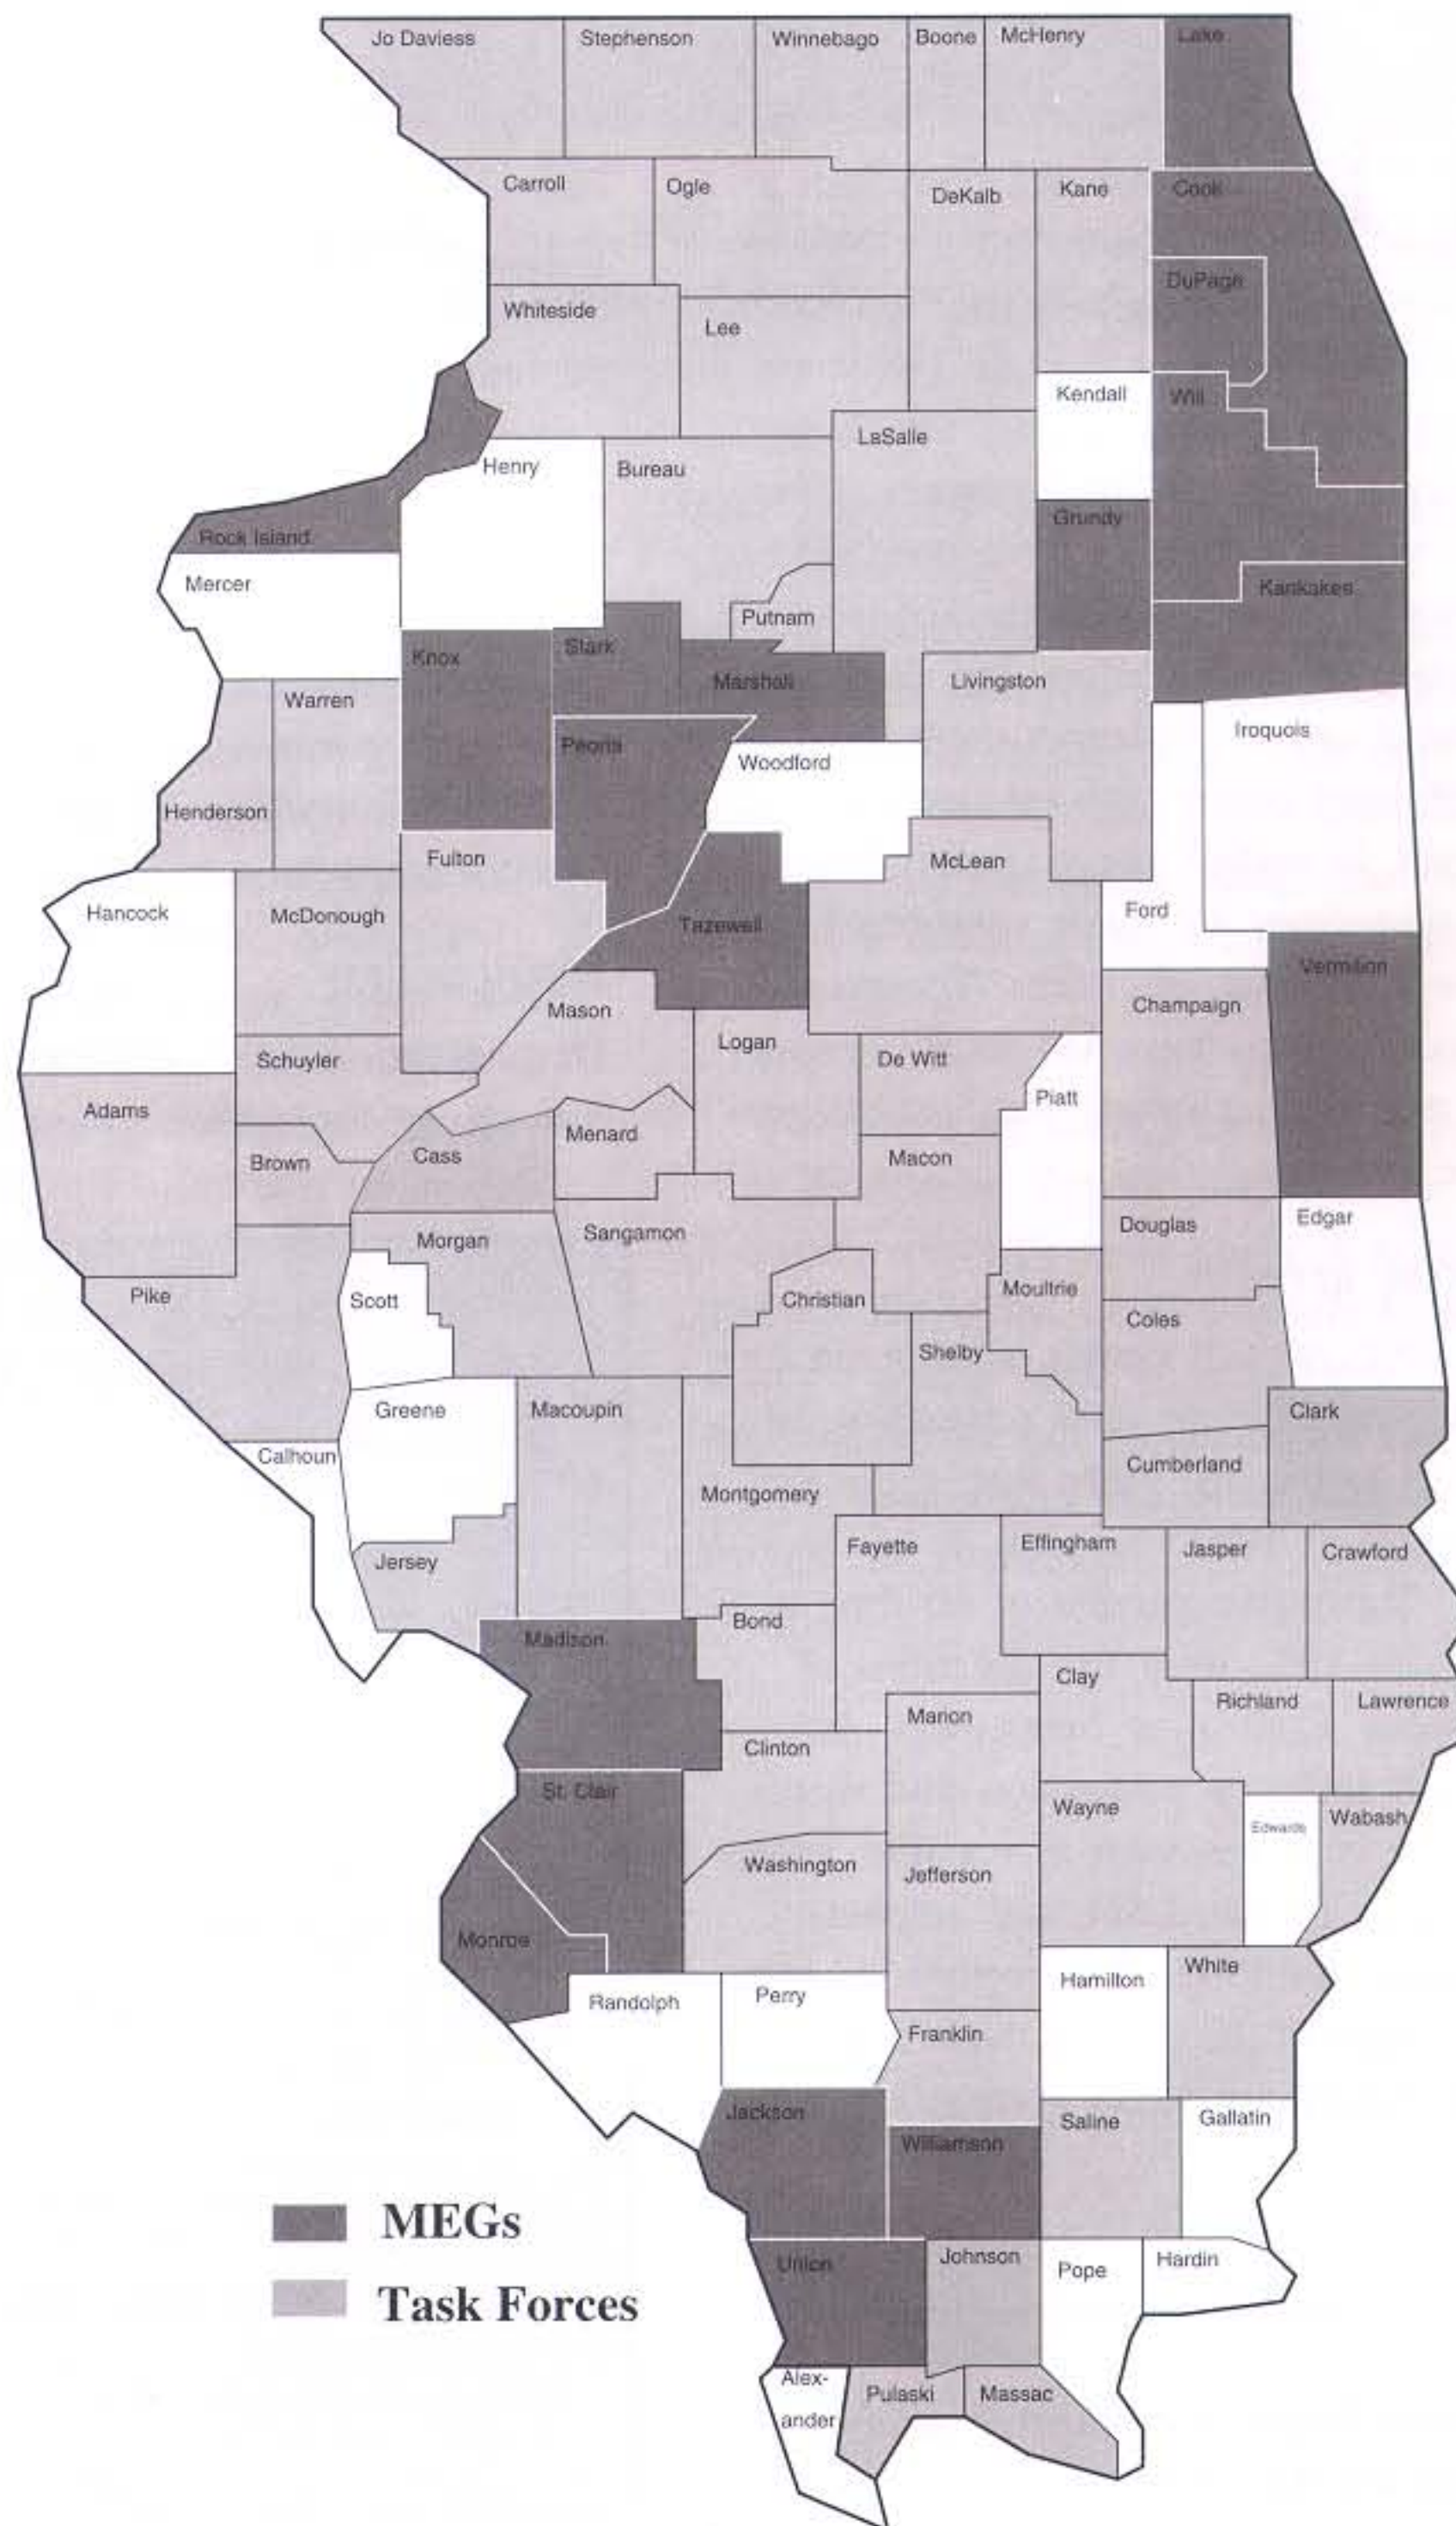 Jo Daviess
Stephenson
Winnebago
Boone
McHenry
Lake
Carroll
Ogle
DeKalb
Kane
Cook
DuPage
Whiteside
Lee
Kendall
Will
LaSalle
Henry
Bureau
Grundy
Rock Island
Mercer
Kankakee
Putnam
Knox
Stark
Marshall
Livingston
Warren
Iroquois
Peoria
Woodford
Henderson
Fulton
McLean
Hancock
McDonough
Ford
Tazewell
Vermilion
Mason
Champaign
Logan
Schuyler
De Witt
Piatt
Adams
Menard
Cass
Macon
Brown
Douglas
Edgar
Sangamon
Morgan
Pike
Scott
Christian
Moultrie
Coles
Shelby
Greene
Macoupin
Clark
Calhoun
Cumberland
Montgomery
Fayette
Effingham
Jasper
Crawford
Jersey
Bond
Madison
Clay
Richland
Lawrence
Marion
Clinton
St. Clair
Wayne
Edwards
Wabash
Washington
Jefferson
Monroe
White
Hamilton
Perry
Randolph
Franklin
Jackson
Saline
Gallatin
Williamson
MEGs
Union
Johnson
Pope
Hardin
Task Forces
Alex-
ander
Pulaski
Massac